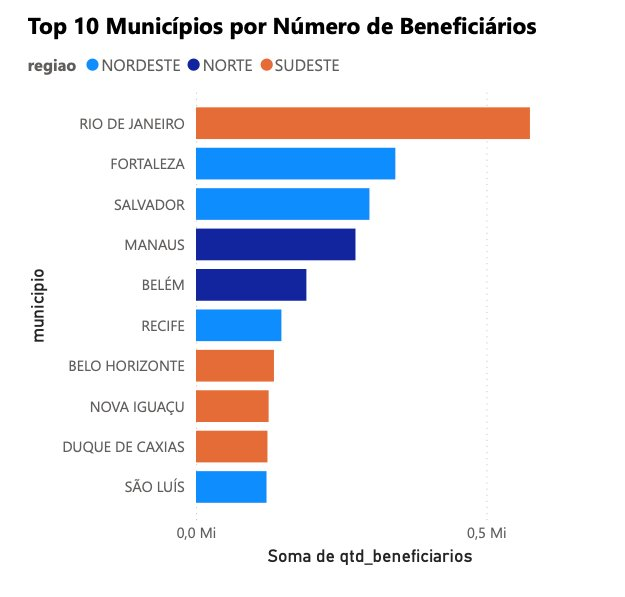 Top 10 Municípios por Número de Beneficiários
regiao NORDESTE NORTE SUDESTE
RIO DE JANEIRO
FORTALEZA
SALVADOR
MANAUS
BELÉM
RECIFE
BELO HORIZONTE
NOVA IGUAÇU
DUQUE DE CAXIAS
SÃO LUÍS
municipio
0,0 Mi 0,5 Mi
Soma de qtd_beneficiarios